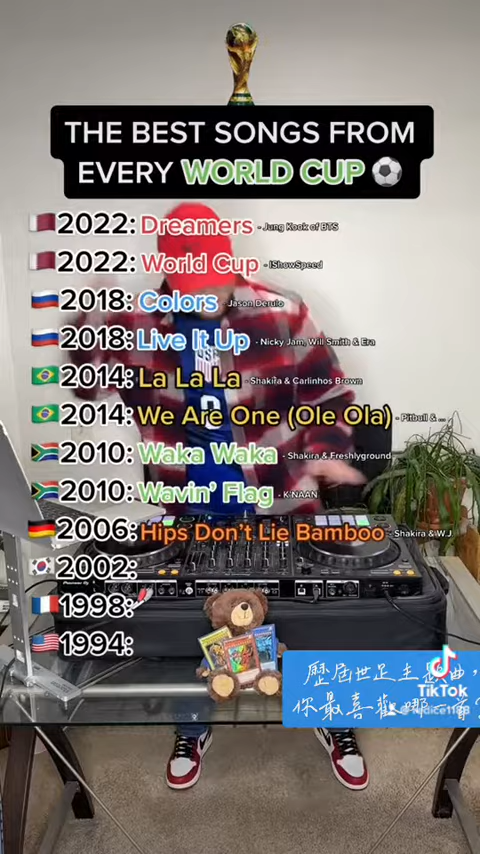 THE BEST SONGS FROM
EVERY WORLD CUP
2022: Dreamers - Jung Kook of BTS
2022: World Cup - IShowSpeed
2018: Colors - Jason Derulo
2018: Live It Up - Nicky Jam, Will Smith & Era
2014: La La La - Shakira & Carlinhos Brown
2014: We Are One (Ole Ola) - Pitbull & ...
2010: Waka Waka - Shakira & Freshlyground
2010: Wavin' Flag - K'NAAN
2006: Hips Don't Lie Bamboo - Shakira & WJ
2002:
1998:
1994:
歷屆世足主題曲，
你最喜歡哪一首？
TikTok